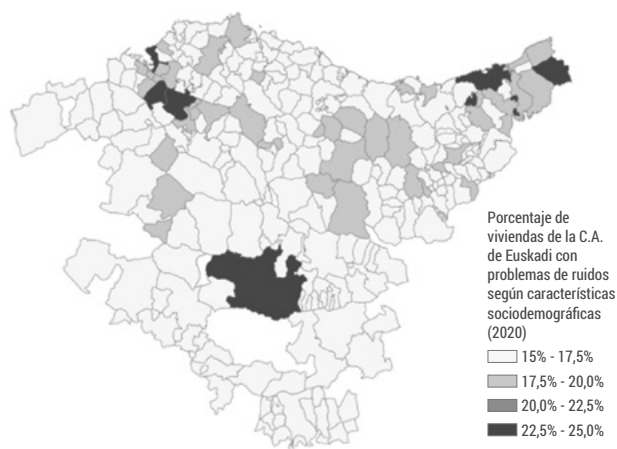 Porcentaje de
viviendas de la C.A.
de Euskadi con
problemas de ruidos
según características
sociodemográficas
(2020)
15% - 17,5%
17,5% - 20,0%
20,0% - 22,5%
22,5% - 25,0%